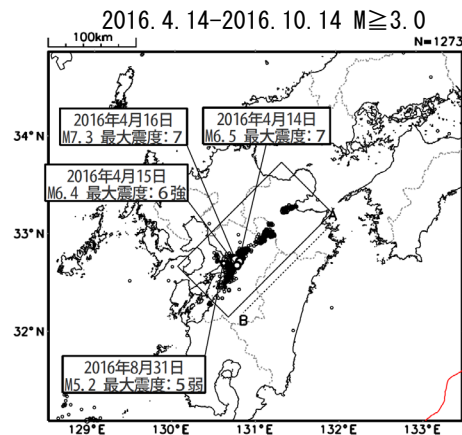 2016.4.14-2016.10.14 M≧3.0
100km
N=1273
34°N
33°N
32°N
2016年4月16日
M7.3 最大震度：7
2016年4月14日
M6.5 最大震度：7
2016年4月15日
M6.4 最大震度：6強
A
B
2016年8月31日
M5.2 最大震度：5弱
129°E
130°E
131°E
132°E
133°E